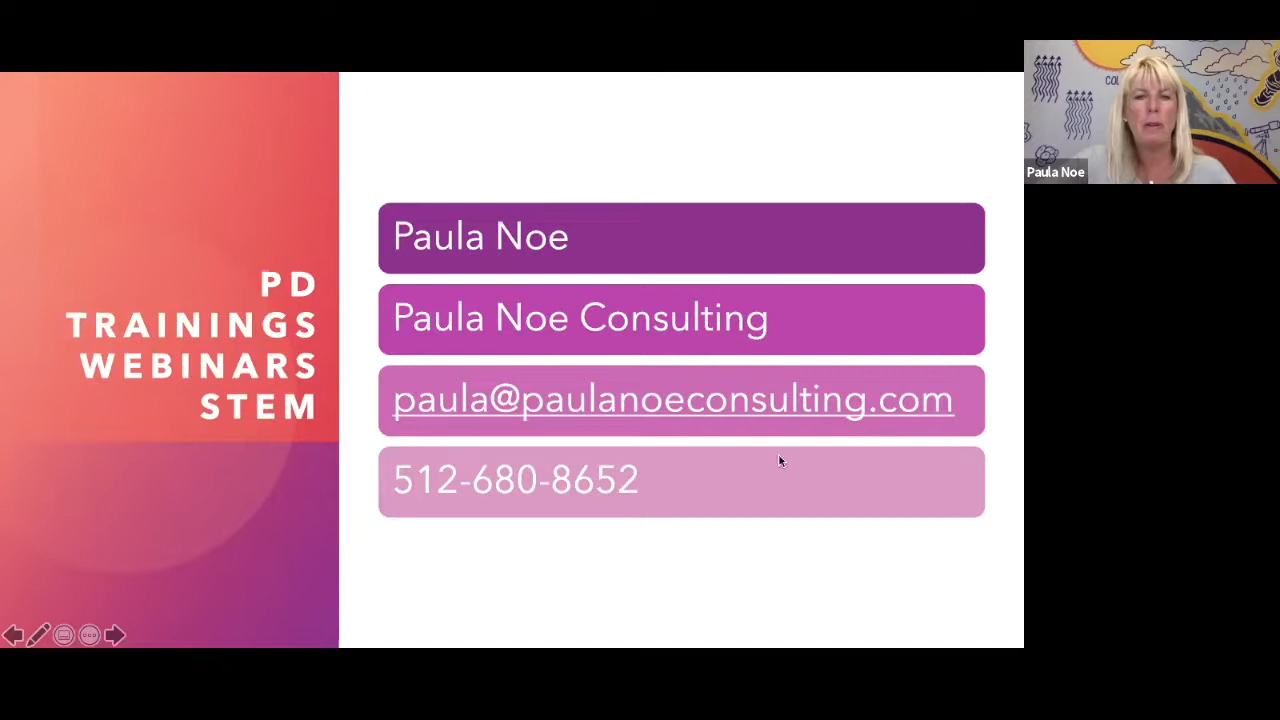 PD
TRAININGS
WEBINARS
STEM
Paula Noe
Paula Noe Consulting
paula@paulanoeconsulting.com
512-680-8652
Paula Noe